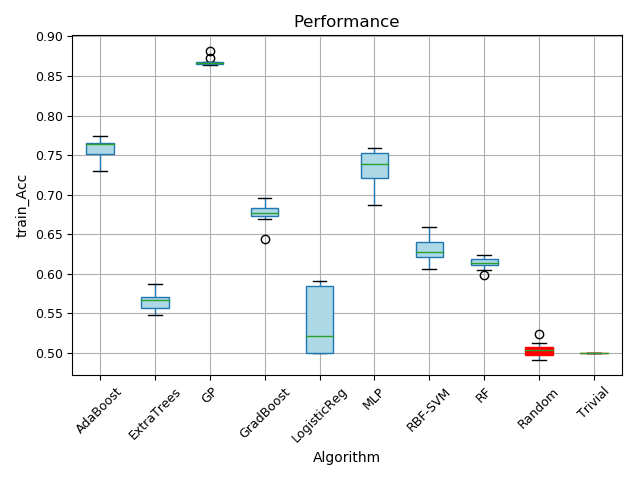 Performance
0.90
0.85
0.80
0.75
0.70
0.65
0.60
0.55
0.50
train_Acc
AdaBoost
ExtraTrees
GP
GradBoost
LogisticReg
MLP
RBF-SVM
RF
Random
Trivial
Algorithm